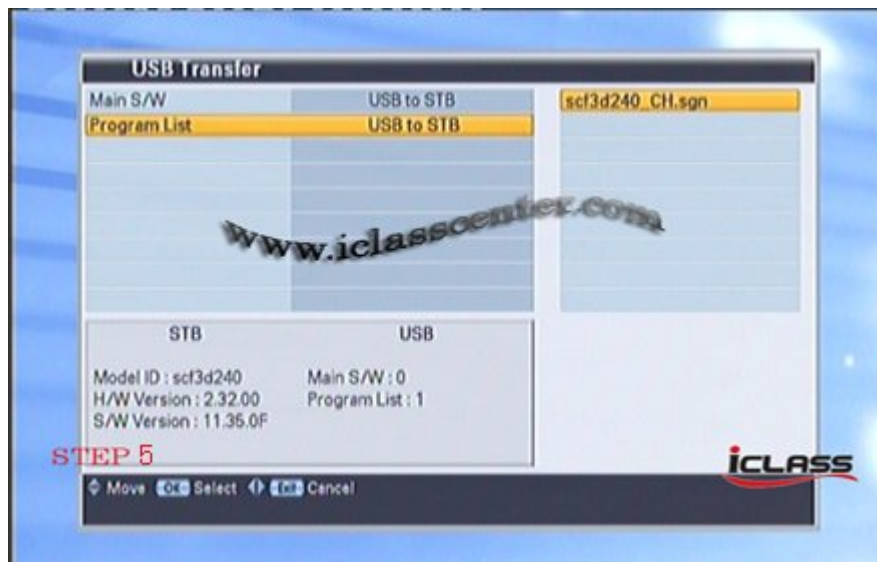 USB Transfer
Main S/W USB to STB
Program List USB to STB
scf3d240_CH.sgn
www.iclasscenter.com
STB USB
Model ID : scf3d240 Main S/W : 0
H/W Version : 2.32.00 Program List : 1
S/W Version : 11.35.0F
STEP 5
iCLASS
Move OK Select Exit Cancel